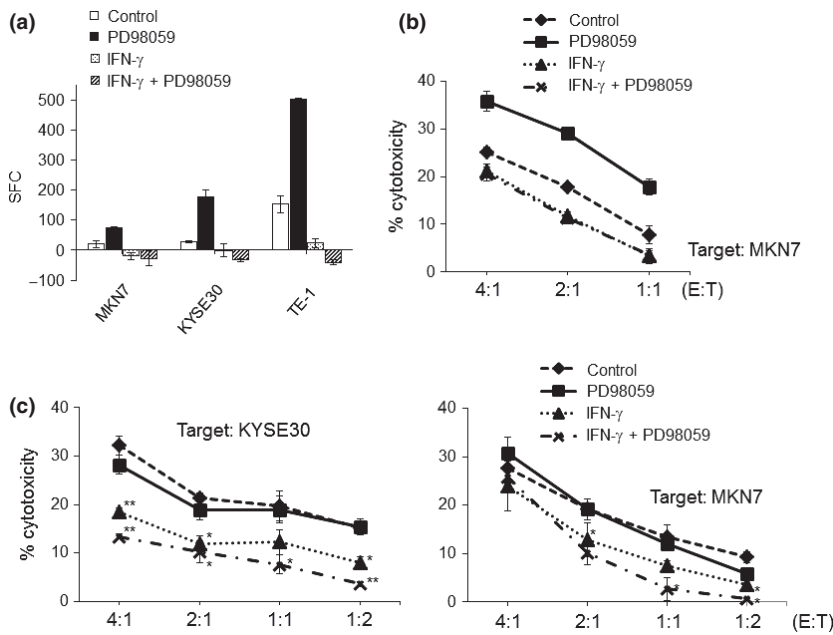 (a)
Control
PD98059
IFN-γ
IFN-γ + PD98059
500
400
300
200
100
0
−100
SFC
MKN7
KYSE30
TE-1
(b)
Control
PD98059
IFN-γ
IFN-γ + PD98059
40
30
20
10
0
% cytotoxicity
Target: MKN7
4:1 2:1 1:1 (E:T)
(c)
40
30
20
10
0
% cytotoxicity
Target: KYSE30
** * *
** * * **
4:1 2:1 1:1 1:2
Control
PD98059
IFN-γ
IFN-γ + PD98059
40
30
20
10
0
% cytotoxicity
Target: MKN7
* *
* *
4:1 2:1 1:1 1:2 (E:T)